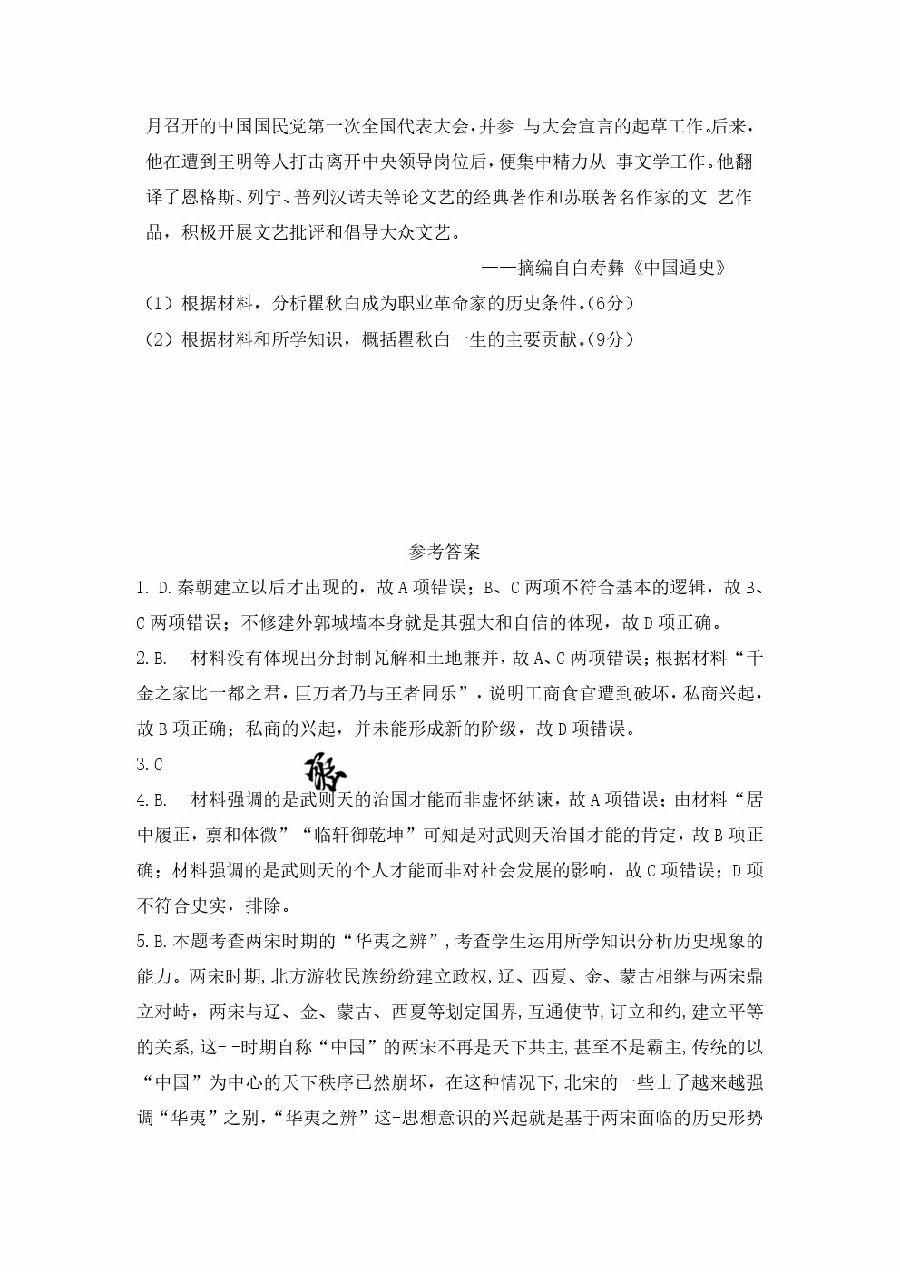 月召开的中国国民党第一次全国代表大会,并参 与大会宣言的起草工作。后来,
他在遭到王明等人打击离开中央领导岗位后,便集中精力从 事文学工作。他翻
译了恩格斯、列宁、普列汉诺夫等论文艺的经典著作和苏联著名作家的文 艺作
品，积极开展文艺批评和倡导大众文艺。
——摘编自白寿彝《中国通史》
（1）根据材料，分析瞿秋白成为职业革命家的历史条件.(6分）
（2）根据材料和所学知识，概括瞿秋白一生的主要贡献.(9分）
参考答案
1. D.秦朝建立以后才出现的，故A项错误；B、C两项不符合基本的逻辑，故B、
C两项错误；不修建外郭城墙本身就是其强大和自信的体现，故D项正确。
2.B. 材料没有体现出分封制瓦解和土地兼并，故A、C两项错误；根据材料“千
金之家比一都之君，巨万者乃与王者同乐”，说明工商食官遭到破坏，私商兴起，
故B项正确；私商的兴起，并未能形成新的阶级，故D项错误。
3.C
4.B. 材料强调的是武则天的治国才能而非虚怀纳谏，故A项错误；由材料“居
中履正，禀和体微”“临轩御乾坤”可知是对武则天治国才能的肯定，故B项正
确；材料强调的是武则天的个人才能而非对社会发展的影响，故C项错误；D项
不符合史实，排除。
5.B.本题考查两宋时期的“华夷之辨”,考查学生运用所学知识分析历史现象的
能力。两宋时期,北方游牧民族纷纷建立政权,辽、西夏、金、蒙古相继与两宋鼎
立对峙，两宋与辽、金、蒙古、西夏等划定国界,互通使节,订立和约,建立平等
的关系,这--时期自称“中国”的两宋不再是天下共主,甚至不是霸主,传统的以
“中国”为中心的天下秩序已然崩坏，在这种情况下,北宋的一些士子越来越强
调“华夷”之别，“华夷之辨”这-思想意识的兴起就是基于两宋面临的历史形势